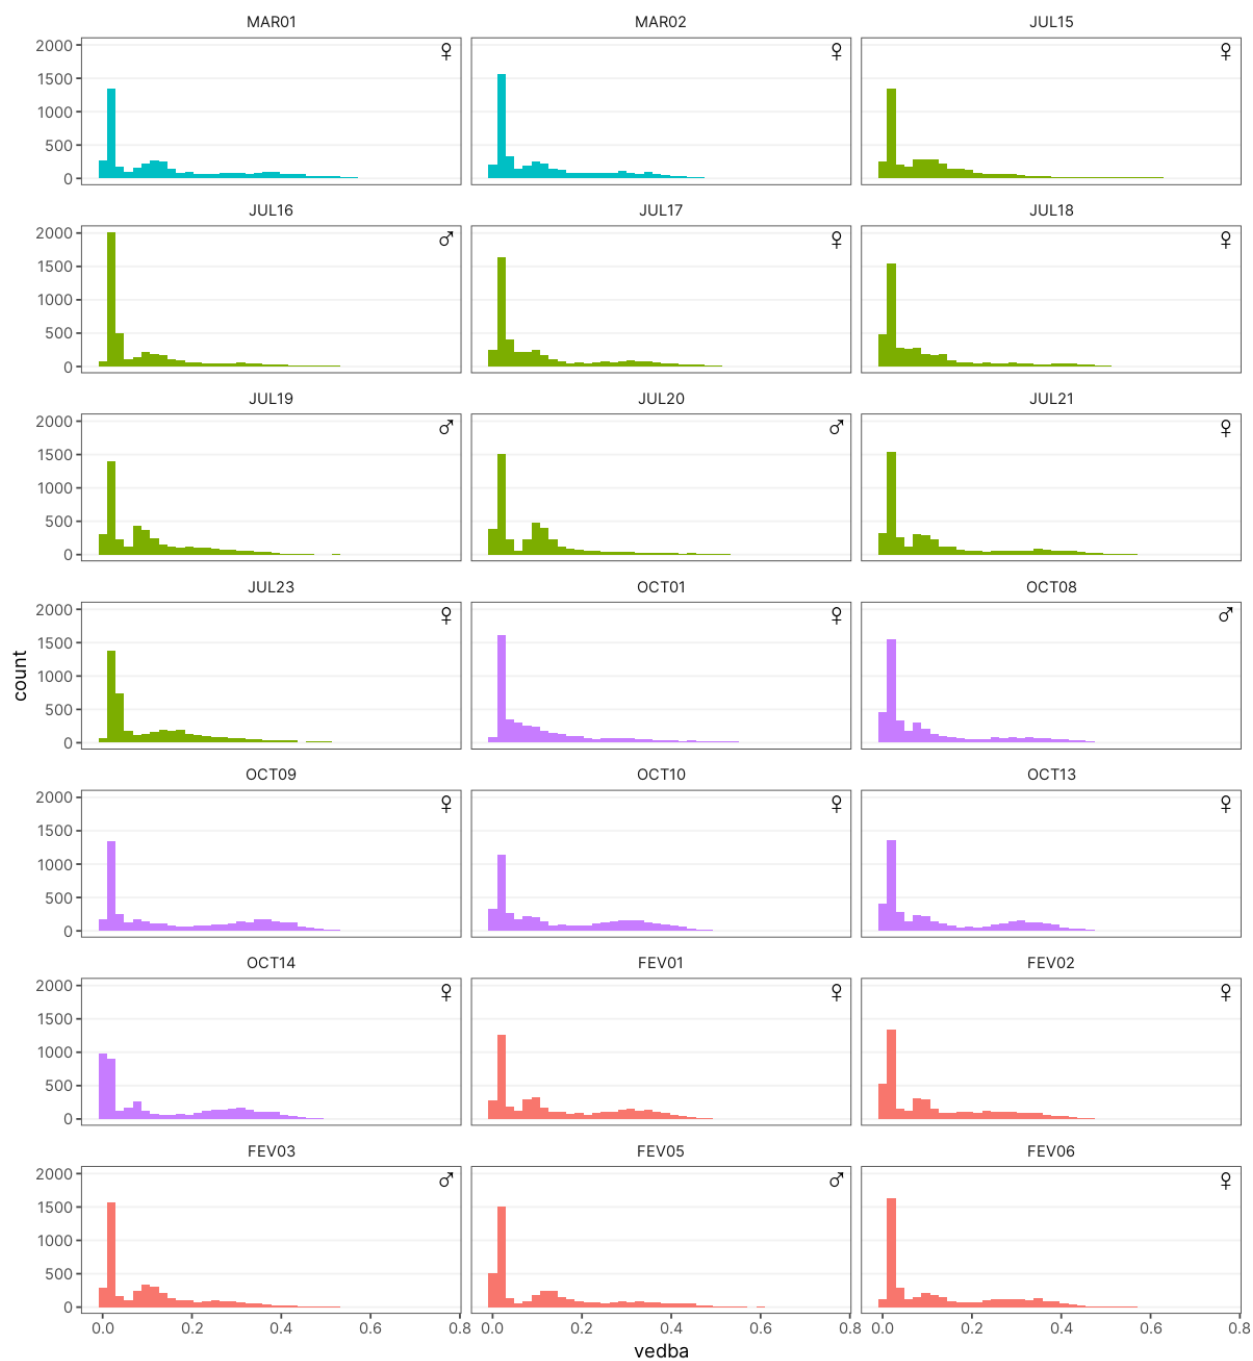 MAR01 MAR02 JUL15
2000 ♀ ♀ ♀
1500
1000
500
0
JUL16 JUL17 JUL18
2000 ♂ ♀ ♀
1500
1000
500
0
JUL19 JUL20 JUL21
2000 ♂ ♂ ♀
1500
1000
500
0
JUL23 OCT01 OCT08
2000 ♀ ♀ ♂
1500
1000
500
0
count
OCT09 OCT10 OCT13
2000 ♀ ♀ ♀
1500
1000
500
0
OCT14 FEV01 FEV02
2000 ♀ ♀ ♀
1500
1000
500
0
FEV03 FEV05 FEV06
2000 ♂ ♂ ♀
1500
1000
500
0
0.0 0.2 0.4 0.6 0.8 0.0 0.2 0.4 0.6 0.8 0.0 0.2 0.4 0.6 0.8
vedba